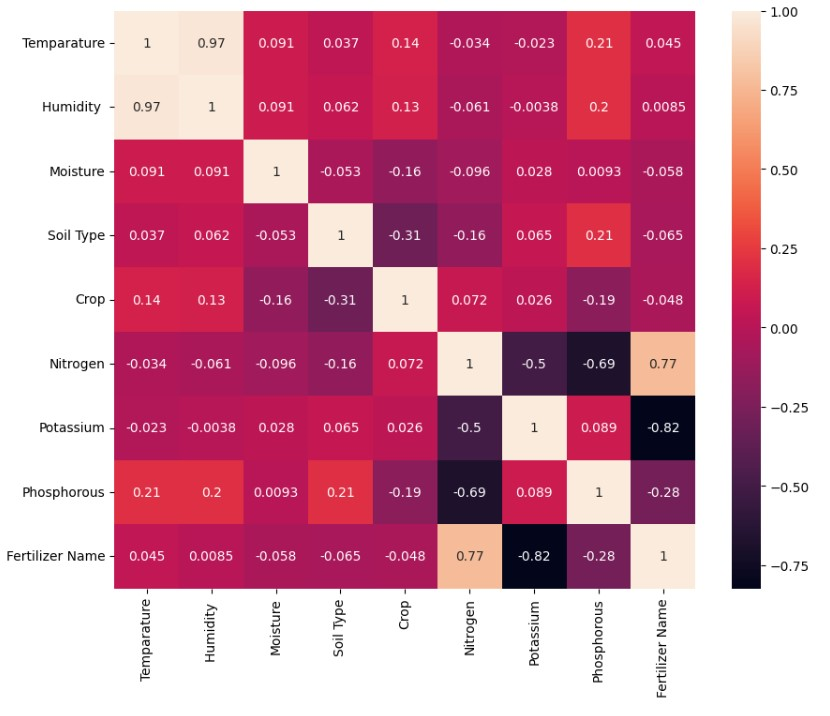 Temparature 1 0.97 0.091 0.037 0.14 -0.034 -0.023 0.21 0.045
Humidity 0.97 1 0.091 0.062 0.13 -0.061 -0.0038 0.2 0.0085
Moisture 0.091 0.091 1 -0.053 -0.16 -0.096 0.028 0.0093 -0.058
Soil Type 0.037 0.062 -0.053 1 -0.31 -0.16 0.065 0.21 -0.065
Crop 0.14 0.13 -0.16 -0.31 1 0.072 0.026 -0.19 -0.048
Nitrogen -0.034 -0.061 -0.096 -0.16 0.072 1 -0.5 -0.69 0.77
Potassium -0.023 -0.0038 0.028 0.065 0.026 -0.5 1 0.089 -0.82
Phosphorous 0.21 0.2 0.0093 0.21 -0.19 -0.69 0.089 1 -0.28
Fertilizer Name 0.045 0.0085 -0.058 -0.065 -0.048 0.77 -0.82 -0.28 1
Temparature
Humidity
Moisture
Soil Type
Crop
Nitrogen
Potassium
Phosphorous
Fertilizer Name
1.00
0.75
0.50
0.25
0.00
−0.25
−0.50
−0.75